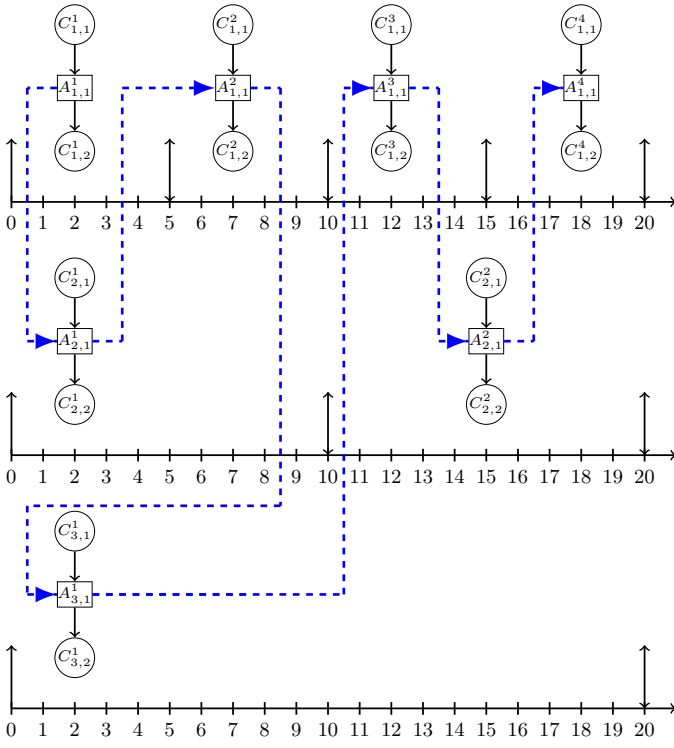 C^1_{1,1} C^2_{1,1} C^3_{1,1} C^4_{1,1}
A^1_{1,1} A^2_{1,1} A^3_{1,1} A^4_{1,1}
C^1_{1,2} C^2_{1,2} C^3_{1,2} C^4_{1,2}
0 1 2 3 4 5 6 7 8 9 10 11 12 13 14 15 16 17 18 19 20
C^1_{2,1} C^2_{2,1}
A^1_{2,1} A^2_{2,1}
C^1_{2,2} C^2_{2,2}
0 1 2 3 4 5 6 7 8 9 10 11 12 13 14 15 16 17 18 19 20
C^1_{3,1}
A^1_{3,1}
C^1_{3,2}
0 1 2 3 4 5 6 7 8 9 10 11 12 13 14 15 16 17 18 19 20